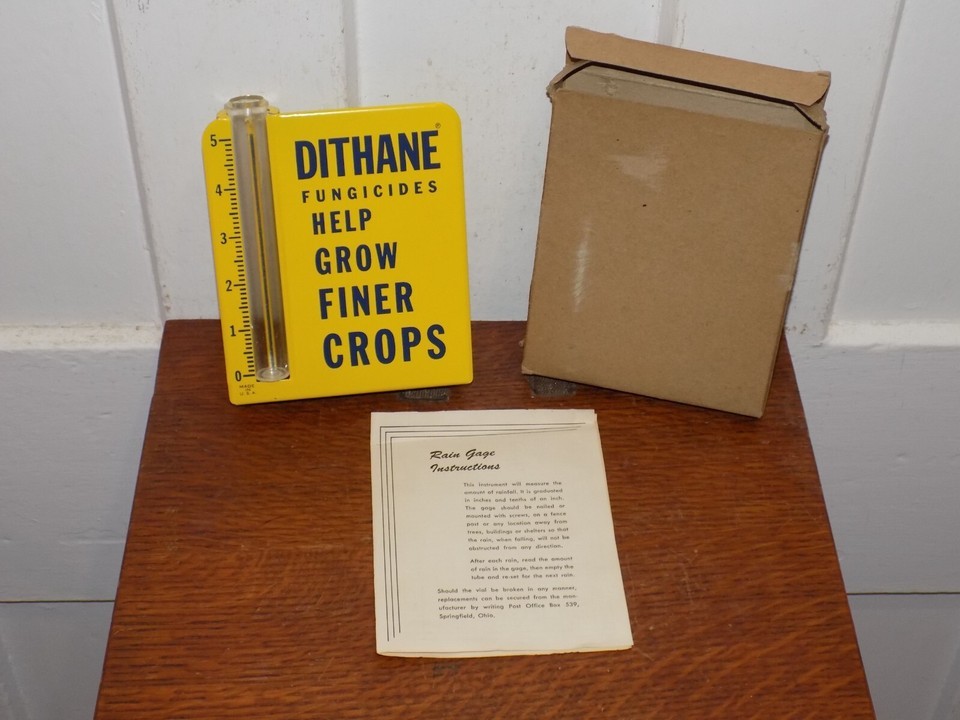 DITHANE®
FUNGICIDES
HELP
GROW
FINER
CROPS
5
4
3
2
1
0
MADE
IN
U.S.A.
Rain Gage
Instructions
This instrument will measure the
amount of rainfall. It is graduated
in inches and tenths of an inch.
The gage should be nailed or
mounted with screws, on a fence
post or any location away from
trees, buildings or shelters so that
the rain, when falling, will not be
abstructed from any direction.
After each rain, read the amount
of rain in the gage, then empty the
tube and re-set for the next rain.
Should the vial be broken in any manner,
replacements can be secured from the man-
ufacturer by writing Post Office Box 539,
Springfield, Ohio.